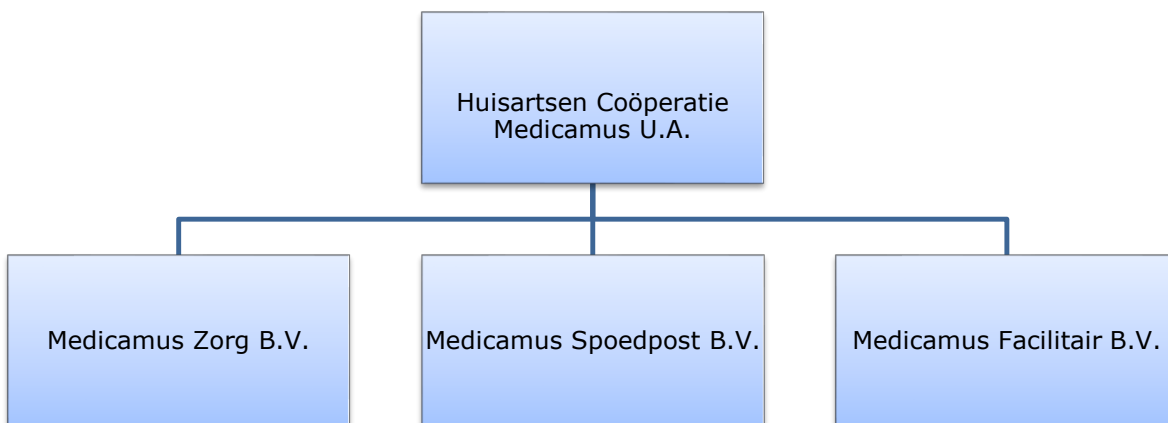 Huisartsen Coöperatie
Medicamus U.A.
Medicamus Zorg B.V.
Medicamus Spoedpost B.V.
Medicamus Facilitair B.V.